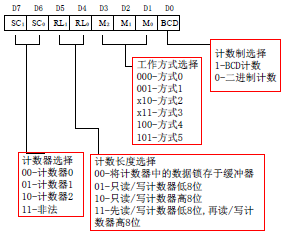 D7 D6 D5 D4 D3 D2 D1 D0
SC₁ SC₀ RL₁ RL₀ M₂ M₁ M₀ BCD
计数制选择
1-BCD计数
0-二进制计数
工作方式选择
000-方式0
001-方式1
x10-方式2
x11-方式3
100-方式4
101-方式5
计数器选择
00-计数器0
01-计数器1
10-计数器2
11-非法
计数长度选择
00-将计数器中的数据锁存于缓冲器
01-只读/写计数器低8位
10-只读/写计数器高8位
11-先读/写计数器低8位,再读/写计
数器高8位